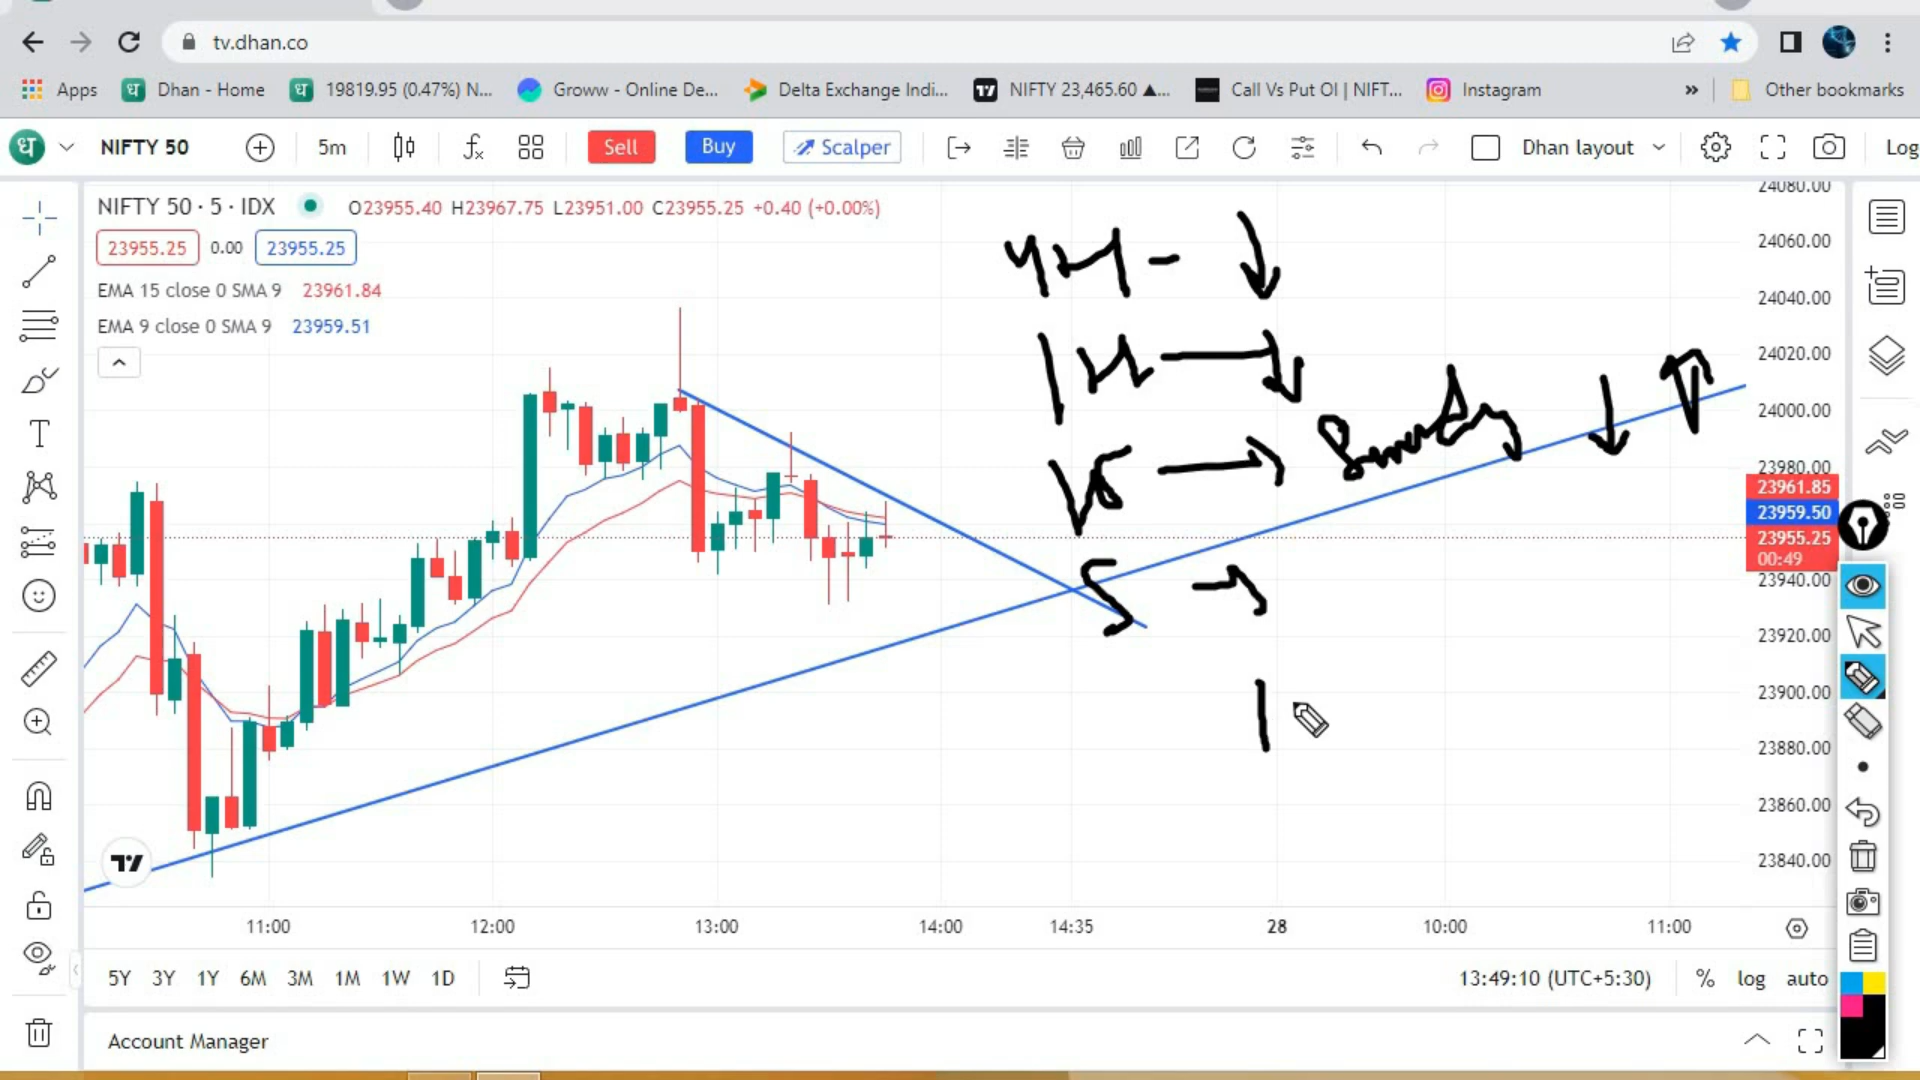 tv.dhan.co
Apps ध Dhan - Home ध 19819.95 (0.47%) N... Groww - Online De... Delta Exchange Indi... NIFTY 23,465.60 ▲... Call Vs Put OI | NIFT... Instagram » Other bookmarks
ध NIFTY 50 5m Sell Buy Scalper Dhan layout Log
NIFTY 50 · 5 · IDX O23955.40 H23967.75 L23951.00 C23955.25 +0.40 (+0.00%)
23955.25 0.00 23955.25
EMA 15 close 0 SMA 9 23961.84
EMA 9 close 0 SMA 9 23959.51
4H - ↓
1H
15
5
24080.00
24060.00
24040.00
24020.00
24000.00
23980.00
23961.85
23959.50
23955.25
00:49
23940.00
23920.00
23900.00
23880.00
23860.00
23840.00
11:00 12:00 13:00 14:00 14:35 28 10:00 11:00
5Y 3Y 1Y 6M 3M 1M 1W 1D 13:49:10 (UTC+5:30) % log auto
Account Manager